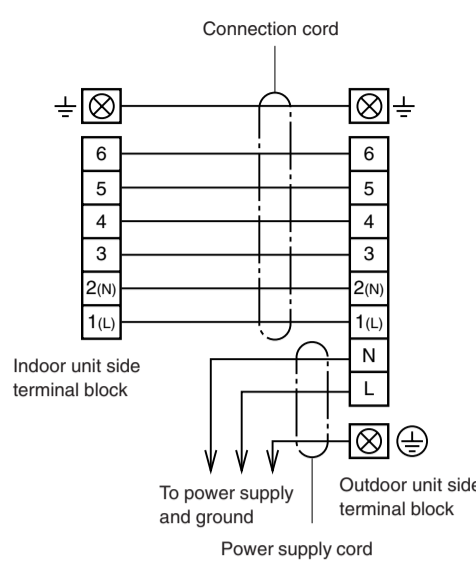 Connection cord
6 6
5 5
4 4
3 3
2(N) 2(N)
1(L) 1(L)
N
L
Indoor unit side
terminal block
To power supply
and ground
Outdoor unit side
terminal block
Power supply cord